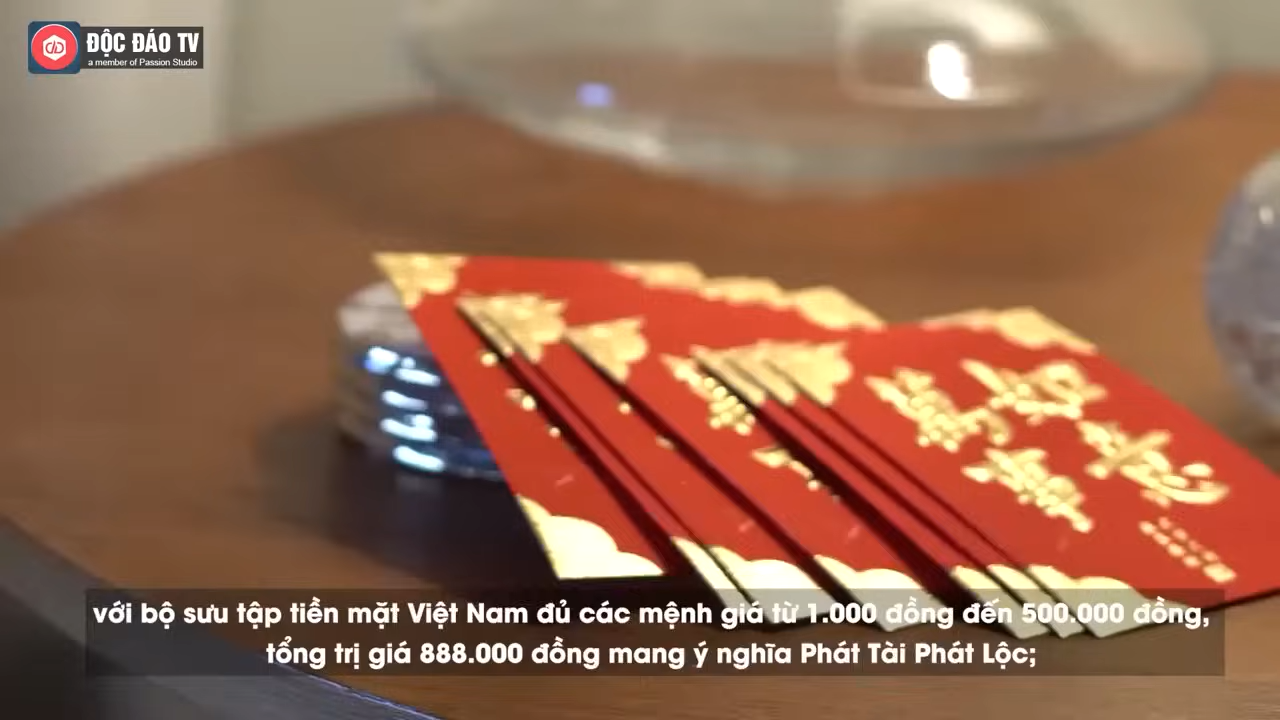 ĐỘC ĐÁO TV
a member of Passion Studio
với bộ sưu tập tiền mặt Việt Nam đủ các mệnh giá từ 1.000 đồng đến 500.000 đồng,
tổng trị giá 888.000 đồng mang ý nghĩa Phát Tài Phát Lộc;